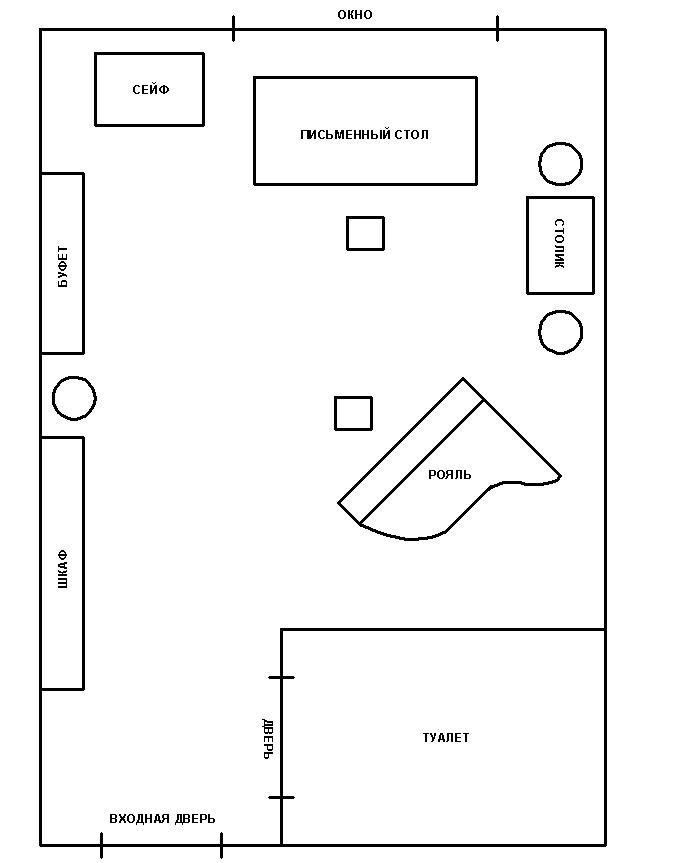 ОКНО
СЕЙФ
ПИСЬМЕННЫЙ СТОЛ
СТОЛИК
БУФЕТ
РОЯЛЬ
ШКАФ
ДВЕРЬ
ТУАЛЕТ
ВХОДНАЯ ДВЕРЬ